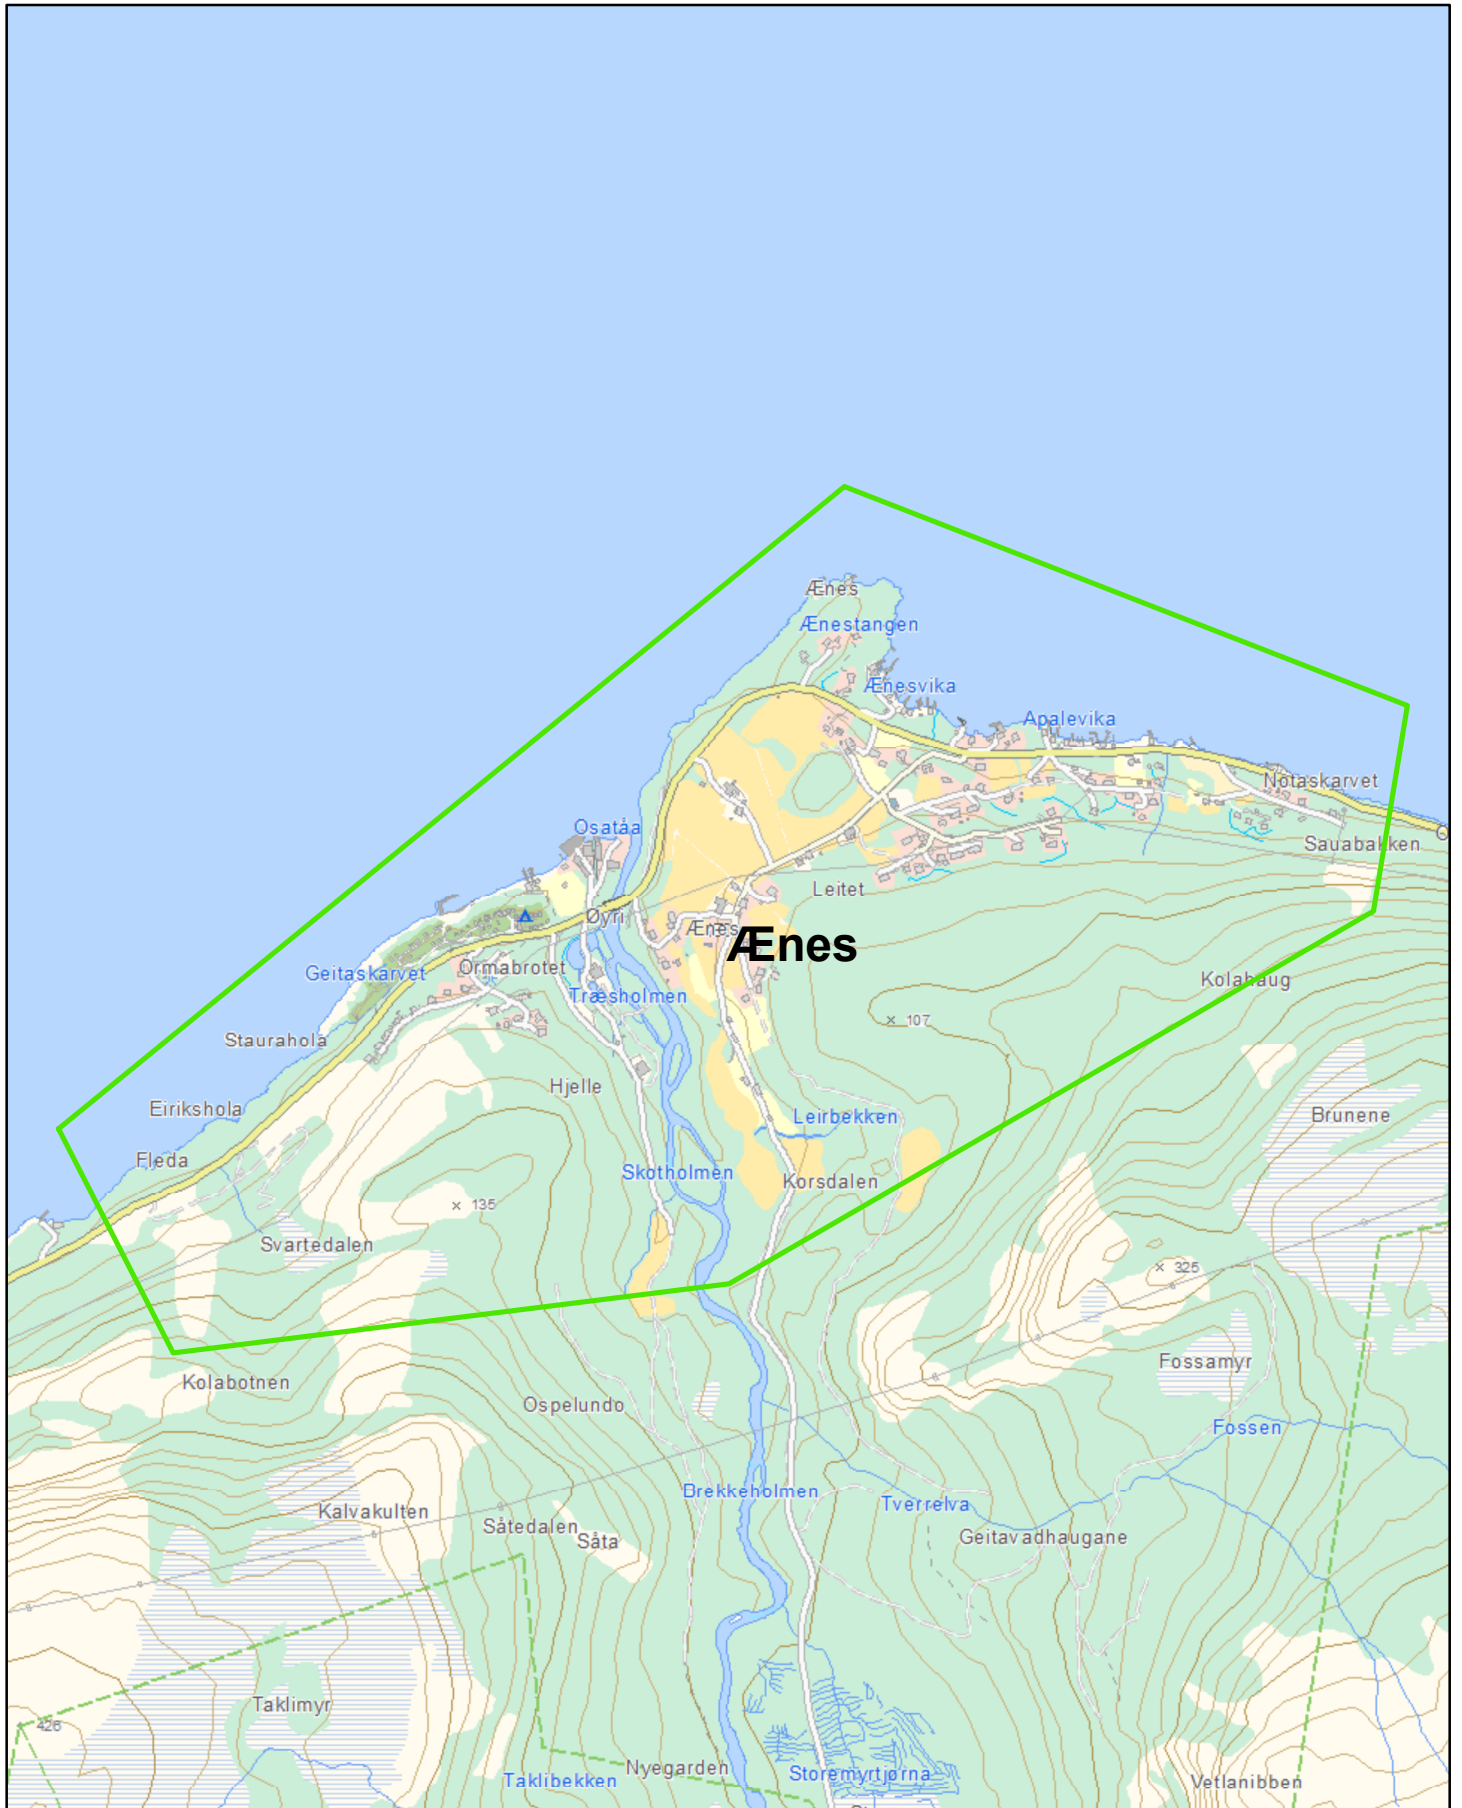 Ænes
Ænestangen
Ænesvika
Apalevika
Notaskarvet
Osatåa
Sauabakken
Leitet
Øyri
Ænes
Ænes
Ormabrotet
Geitaskarvet
Kolahaug
Træsholmen
107
Staurahola
Hjelle
Eirikshola
Leirbekken
Brunene
Fleda
Skotholmen
Korsdalen
135
Svartedalen
325
Fossamyr
Kolabotnen
Ospelundo
Fossen
Brekkeholmen
Tverrelva
Kalvakulten
Såtedalen
Såta
Geitavadhaugane
Taklimyr
426
Nyegarden
Storemyrtjørna
Taklibekken
Vetlanibben